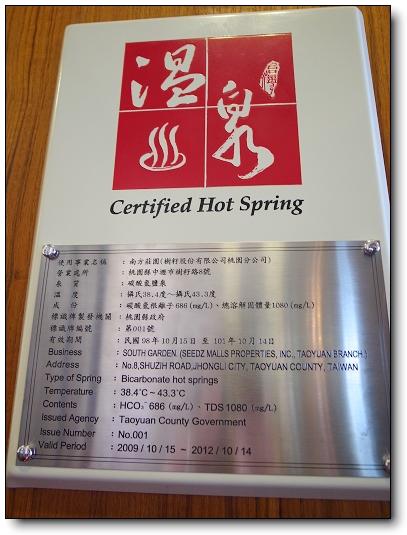 溫
泉
台灣
Certified Hot Spring
使用事業名稱 : 南方莊園(樹籽股份有限公司桃園分公司)
營業處所 : 桃園縣中壢市樹籽路8號
泉質 : 碳酸氫鹽泉
溫度 : 攝氏38.4度~攝氏43.3度
成份 : 碳酸氫根離子686(mg/L)、總溶解固體量1080(mg/L)
標識牌製發機關 : 桃園縣政府
標識牌編號 : 第001號
有效期間 : 民國98年10月15日 至 101年10月14日
Business : SOUTH GARDEN. (SEEDZ MALLS PROPERTIES, INC., TAOYUAN BRANCH.)
Address : No.8,SHUZIH ROAD,JHONGLI CITY, TAOYUAN COUNTY, TAIWAN
Type of Spring : Bicarbonate hot springs
Temperature : 38.4℃~43.3℃
Contents : HCO₃⁻ 686 (mg/L)、TDS 1080 (mg/L)
Issued Agency : Taoyuan County Government
Issue Number : No.001
Valid Period : 2009 / 10 / 15 ~ 2012 / 10 / 14